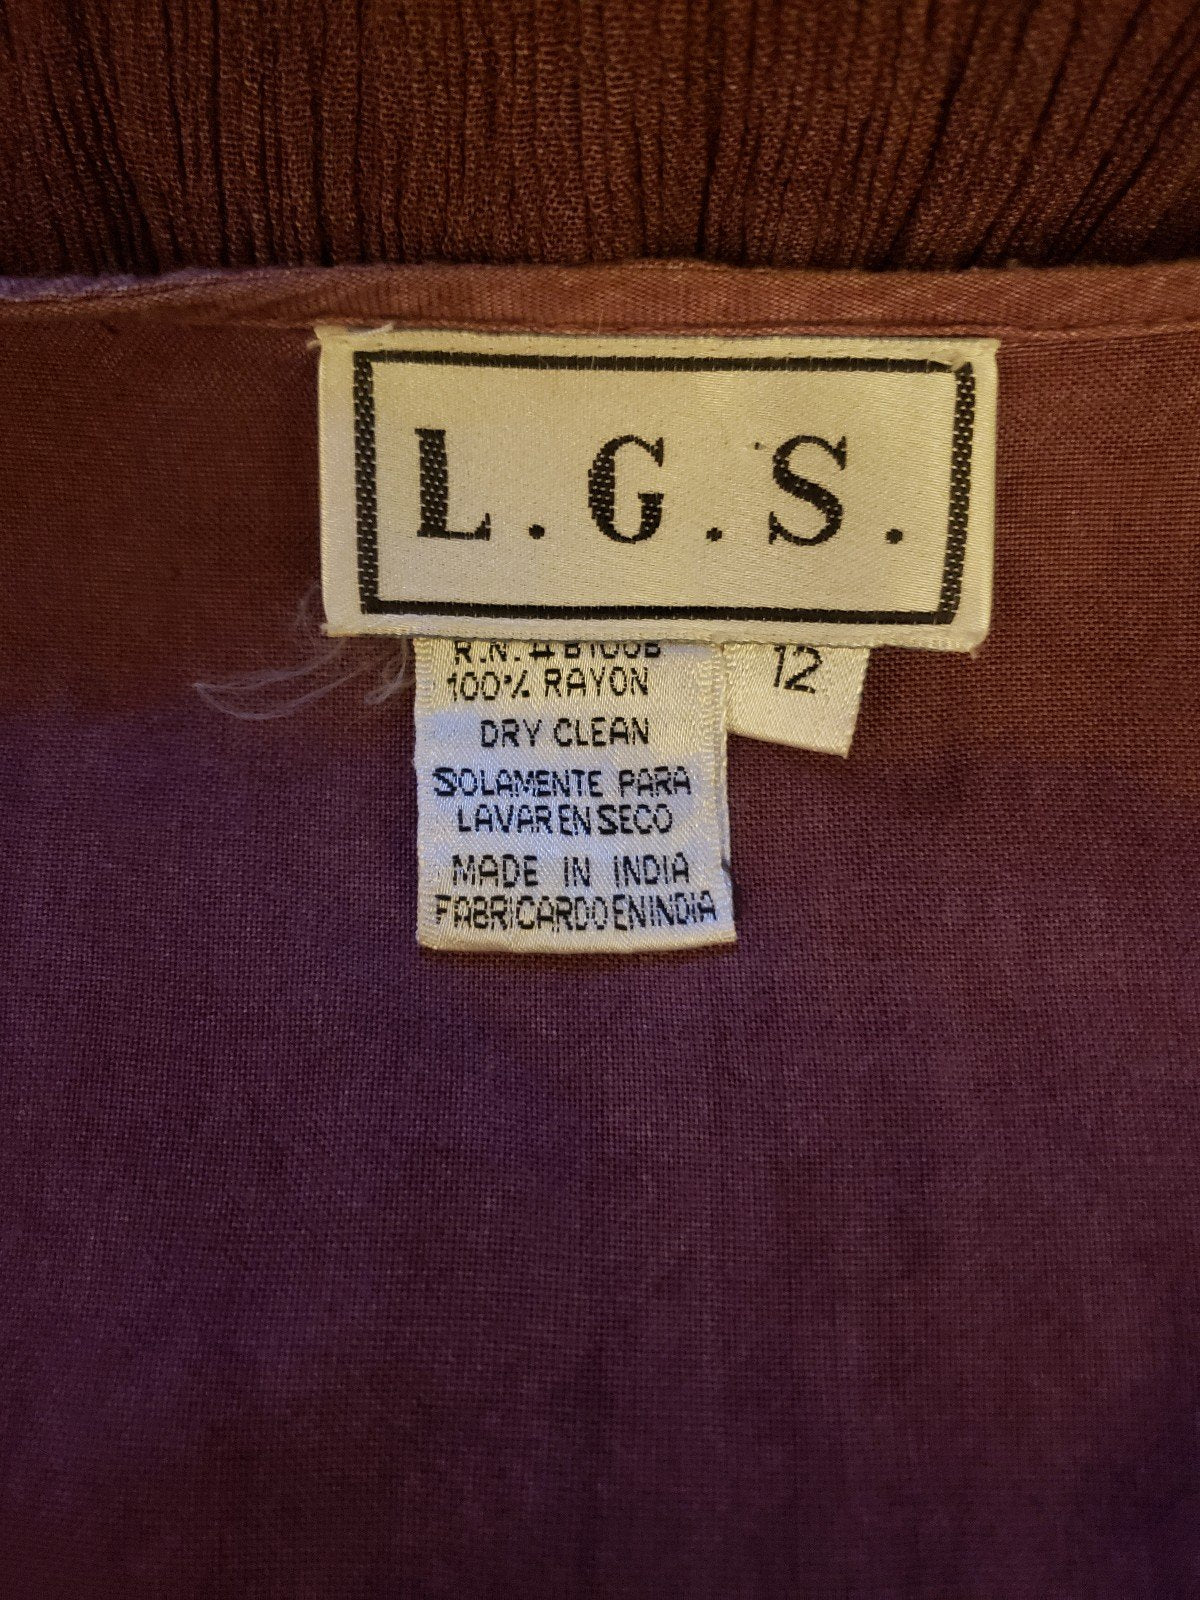 L.G.S.
R.N.#
100% RAYON
12
DRY CLEAN
SOLAMENTE PARA
LAVAR EN SECO
MADE IN INDIA
FABRICARDO EN INDIA